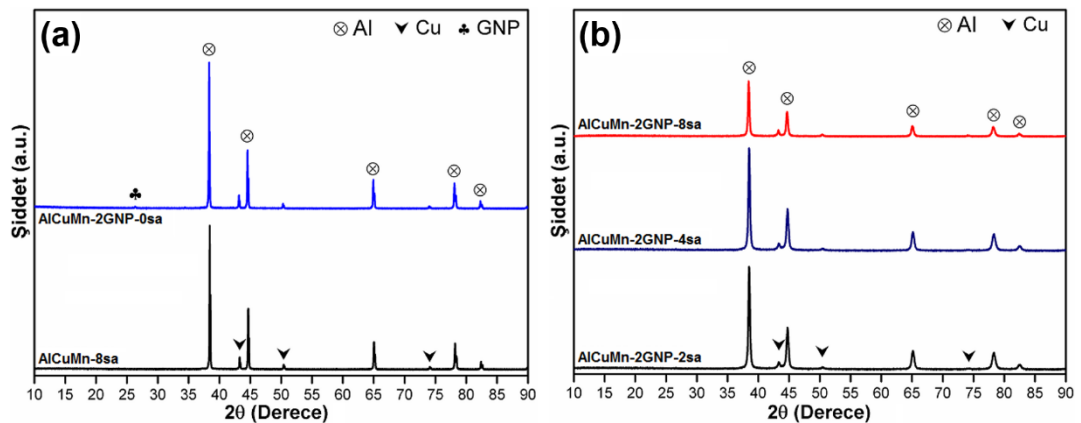 (a)
Al Cu GNP
Şiddet (a.u.)
AlCuMn-2GNP-0sa
AlCuMn-8sa
10 15 20 25 30 35 40 45 50 55 60 65 70 75 80 85 90
2θ (Derece)
(b)
Al Cu
Şiddet (a.u.)
AlCuMn-2GNP-8sa
AlCuMn-2GNP-4sa
AlCuMn-2GNP-2sa
10 15 20 25 30 35 40 45 50 55 60 65 70 75 80 85 90
2θ (Derece)